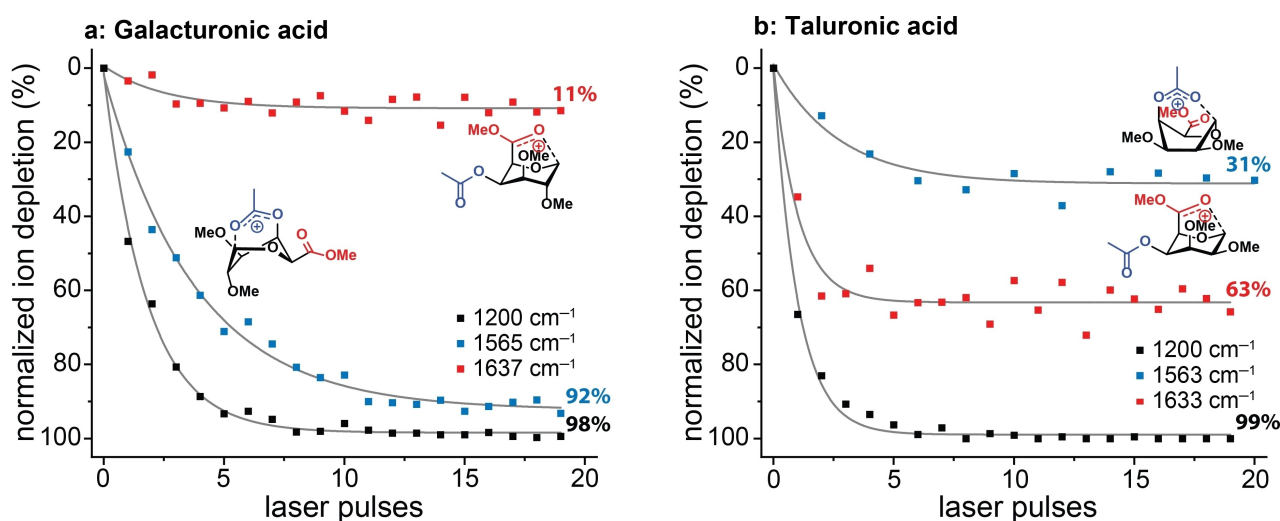 a: Galacturonic acid
normalized ion depletion (%)
0
20
40
60
80
100
11%
MeO
O
⊕
OMe
O
O
O
OMe
O
O
⊕
MeO
O
O
OMe
OMe
1200 cm⁻¹
1565 cm⁻¹
1637 cm⁻¹
92%
98%
0
5
10
15
20
laser pulses
b: Taluronic acid
normalized ion depletion (%)
0
20
40
60
80
100
O
O
⊕
MeO
O
MeO
O
OMe
31%
MeO
O
⊕
OMe
O
O
O
OMe
63%
1200 cm⁻¹
1563 cm⁻¹
1633 cm⁻¹
99%
0
5
10
15
20
laser pulses